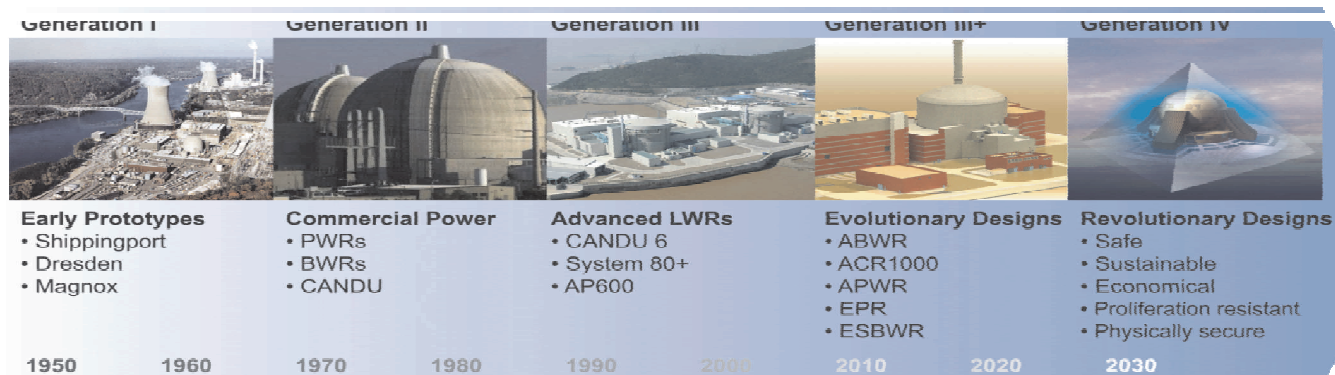 Generation I
Generation II
Generation III
Generation III+
Generation IV
Early Prototypes
• Shippingport
• Dresden
• Magnox
Commercial Power
• PWRs
• BWRs
• CANDU
Advanced LWRs
• CANDU 6
• System 80+
• AP600
Evolutionary Designs
• ABWR
• ACR1000
• APWR
• EPR
• ESBWR
Revolutionary Designs
• Safe
• Sustainable
• Economical
• Proliferation resistant
• Physically secure
1950 1960 1970 1980 1990 2000 2010 2020 2030